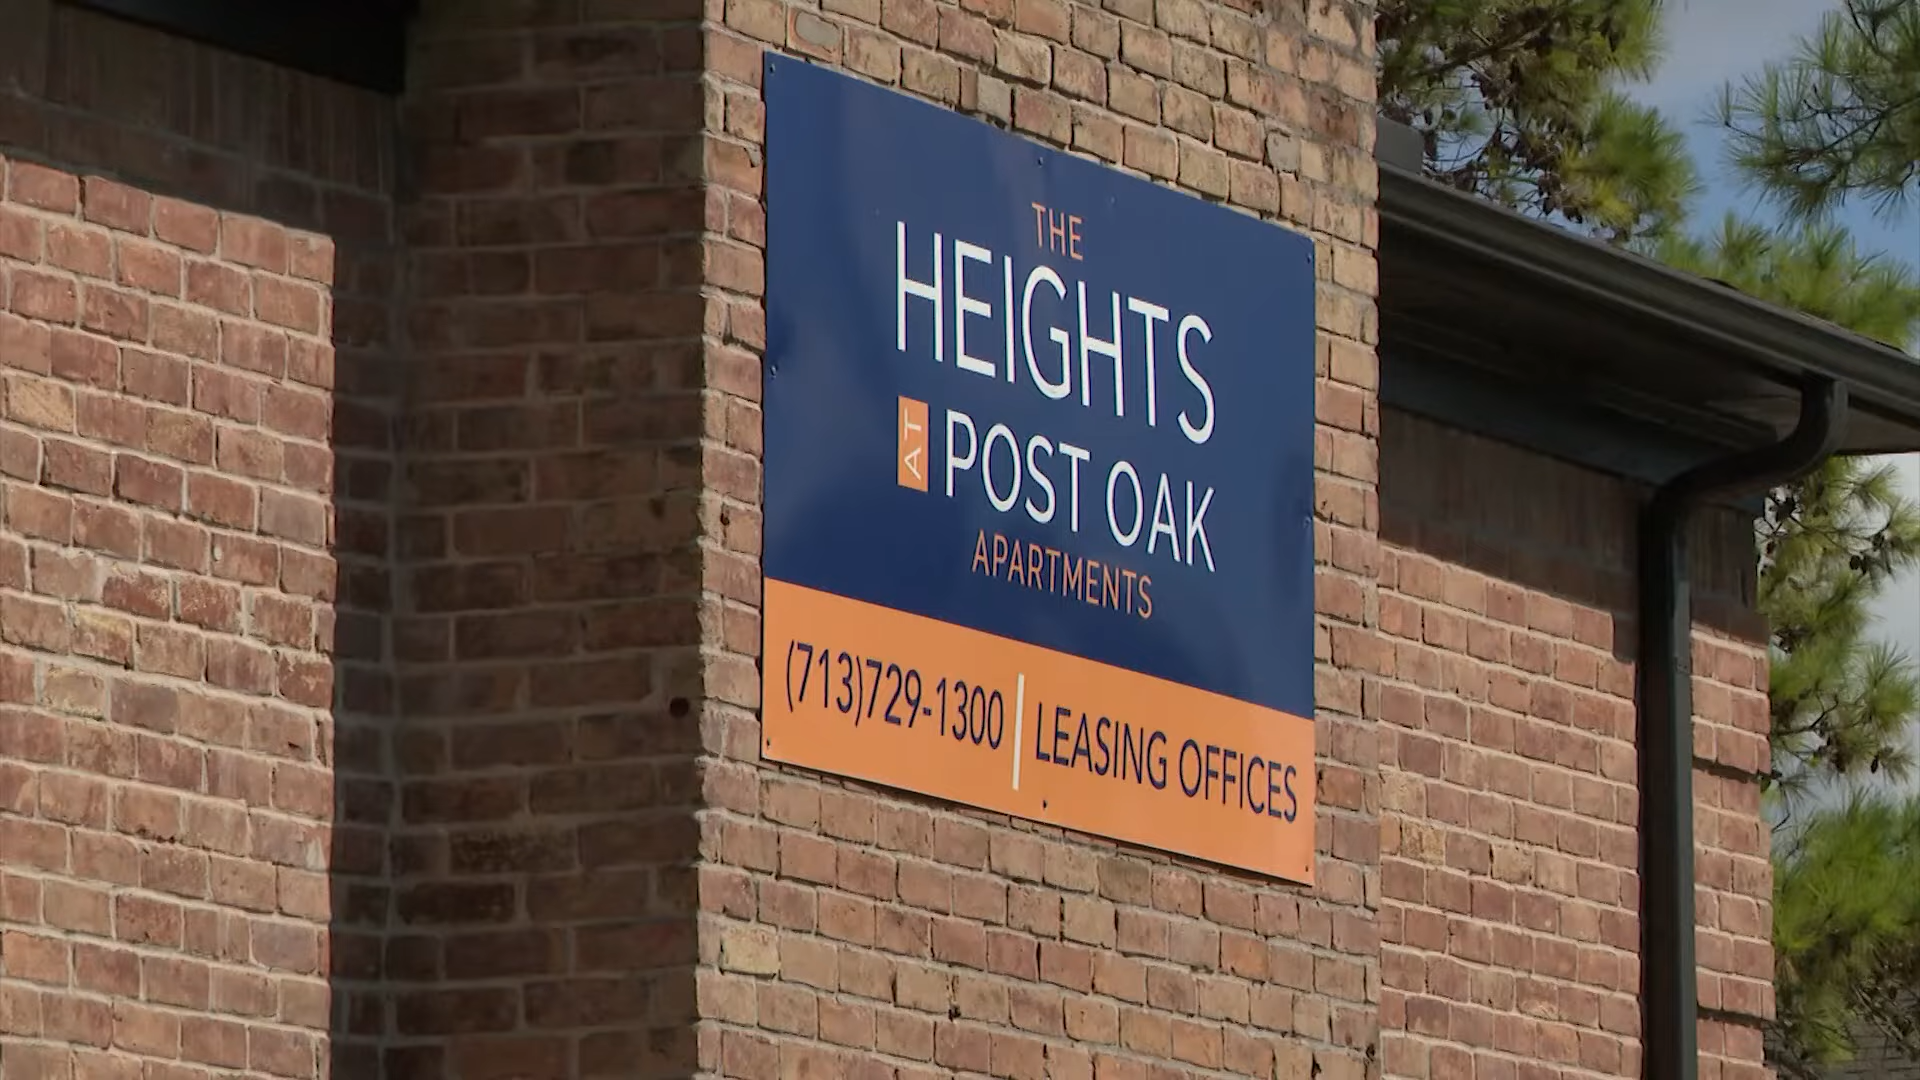 THE
HEIGHTS
AT POST OAK
APARTMENTS
(713)729-1300 | LEASING OFFICES